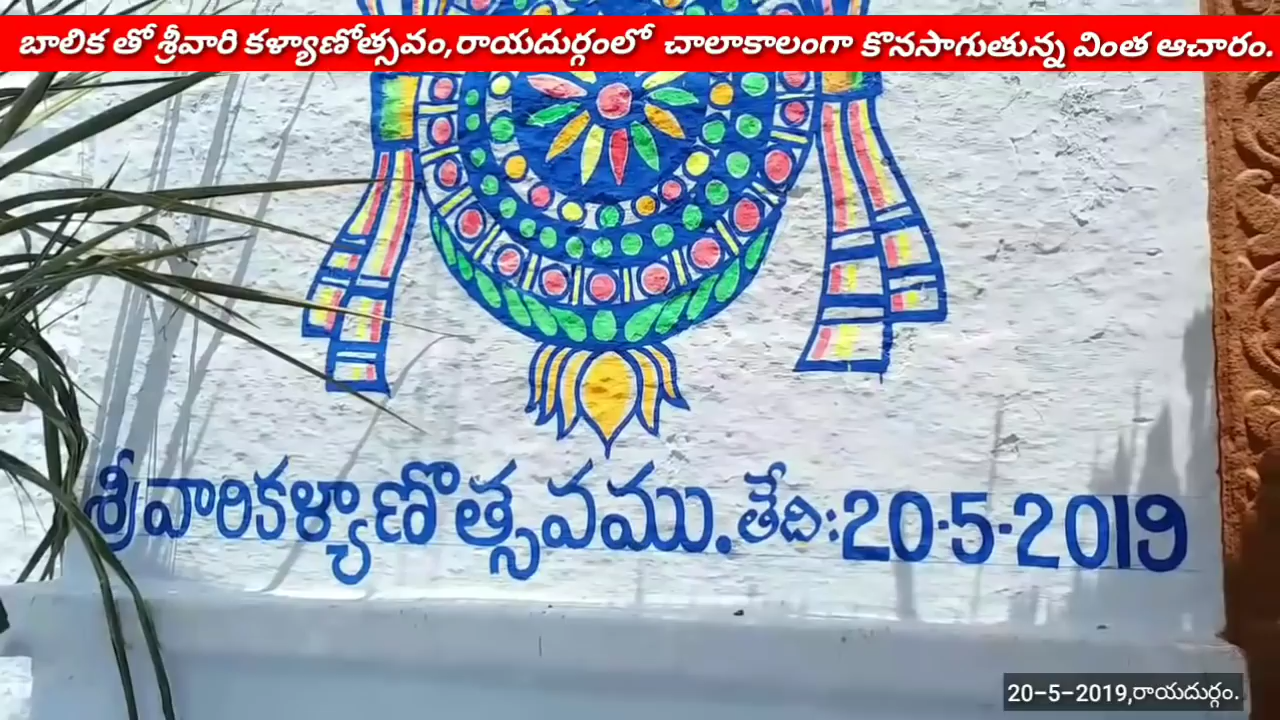 బాలిక తో శ్రీవారి కళ్యాణోత్సవం,రాయదుర్గంలో చాలాకాలంగా కొనసాగుతున్న వింత ఆచారం.
శ్రీవారికళ్యాణోత్సవము.తేది:20-5-2019
20-5-2019,రాయదుర్గం.